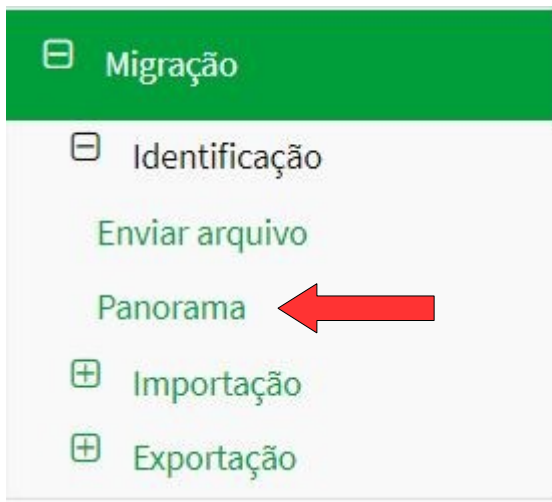 Migração
Identificação
Enviar arquivo
Panorama
Importação
Exportação